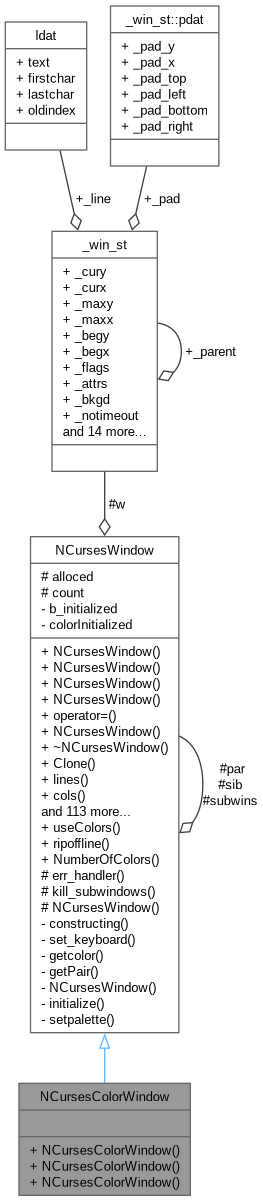 ldat
+ text
+ firstchar
+ lastchar
+ oldindex
_win_st::pdat
+ _pad_y
+ _pad_x
+ _pad_top
+ _pad_left
+ _pad_bottom
+ _pad_right
+_line
+_pad
_win_st
+ _cury
+ _curx
+ _maxy
+ _maxx
+ _begy
+ _begx
+ _flags
+ _attrs
+ _bkgd
+ _notimeout
and 14 more...
+_parent
#w
NCursesWindow
# alloced
# count
- b_initialized
- colorInitialized
+ NCursesWindow()
+ NCursesWindow()
+ NCursesWindow()
+ NCursesWindow()
+ operator=()
+ NCursesWindow()
+ ~NCursesWindow()
+ Clone()
+ lines()
+ cols()
and 113 more...
+ useColors()
+ ripoffline()
+ NumberOfColors()
# err_handler()
# kill_subwindows()
# NCursesWindow()
- constructing()
- set_keyboard()
- getcolor()
- getPair()
- NCursesWindow()
- initialize()
- setpalette()
#par
#sib
#subwins
NCursesColorWindow
+ NCursesColorWindow()
+ NCursesColorWindow()
+ NCursesColorWindow()